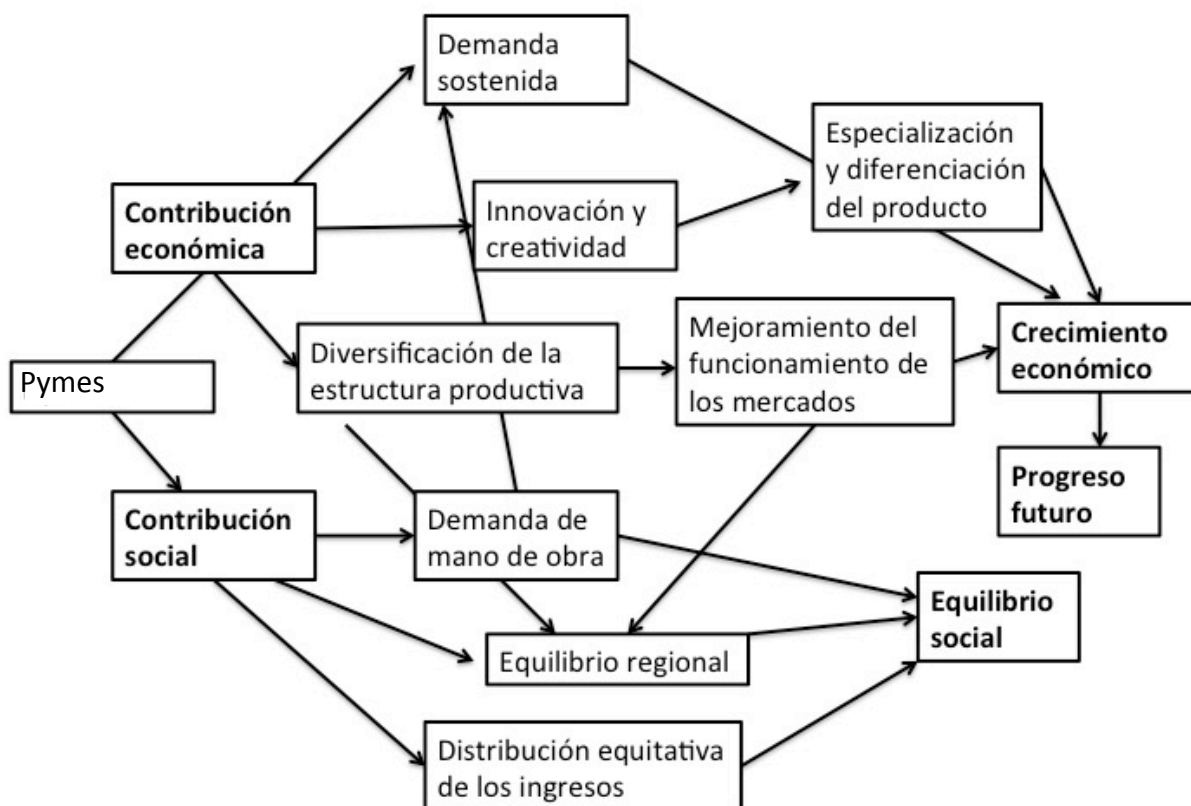 Demanda
sostenida
Especialización
y diferenciación
del producto
Contribución
económica
Innovación y
creatividad
Diversificación de la
estructura productiva
Mejoramiento del
funcionamiento de
los mercados
Crecimiento
económico
Pymes
Progreso
futuro
Contribución
social
Demanda de
mano de obra
Equilibrio
social
Equilibrio regional
Distribución equitativa
de los ingresos